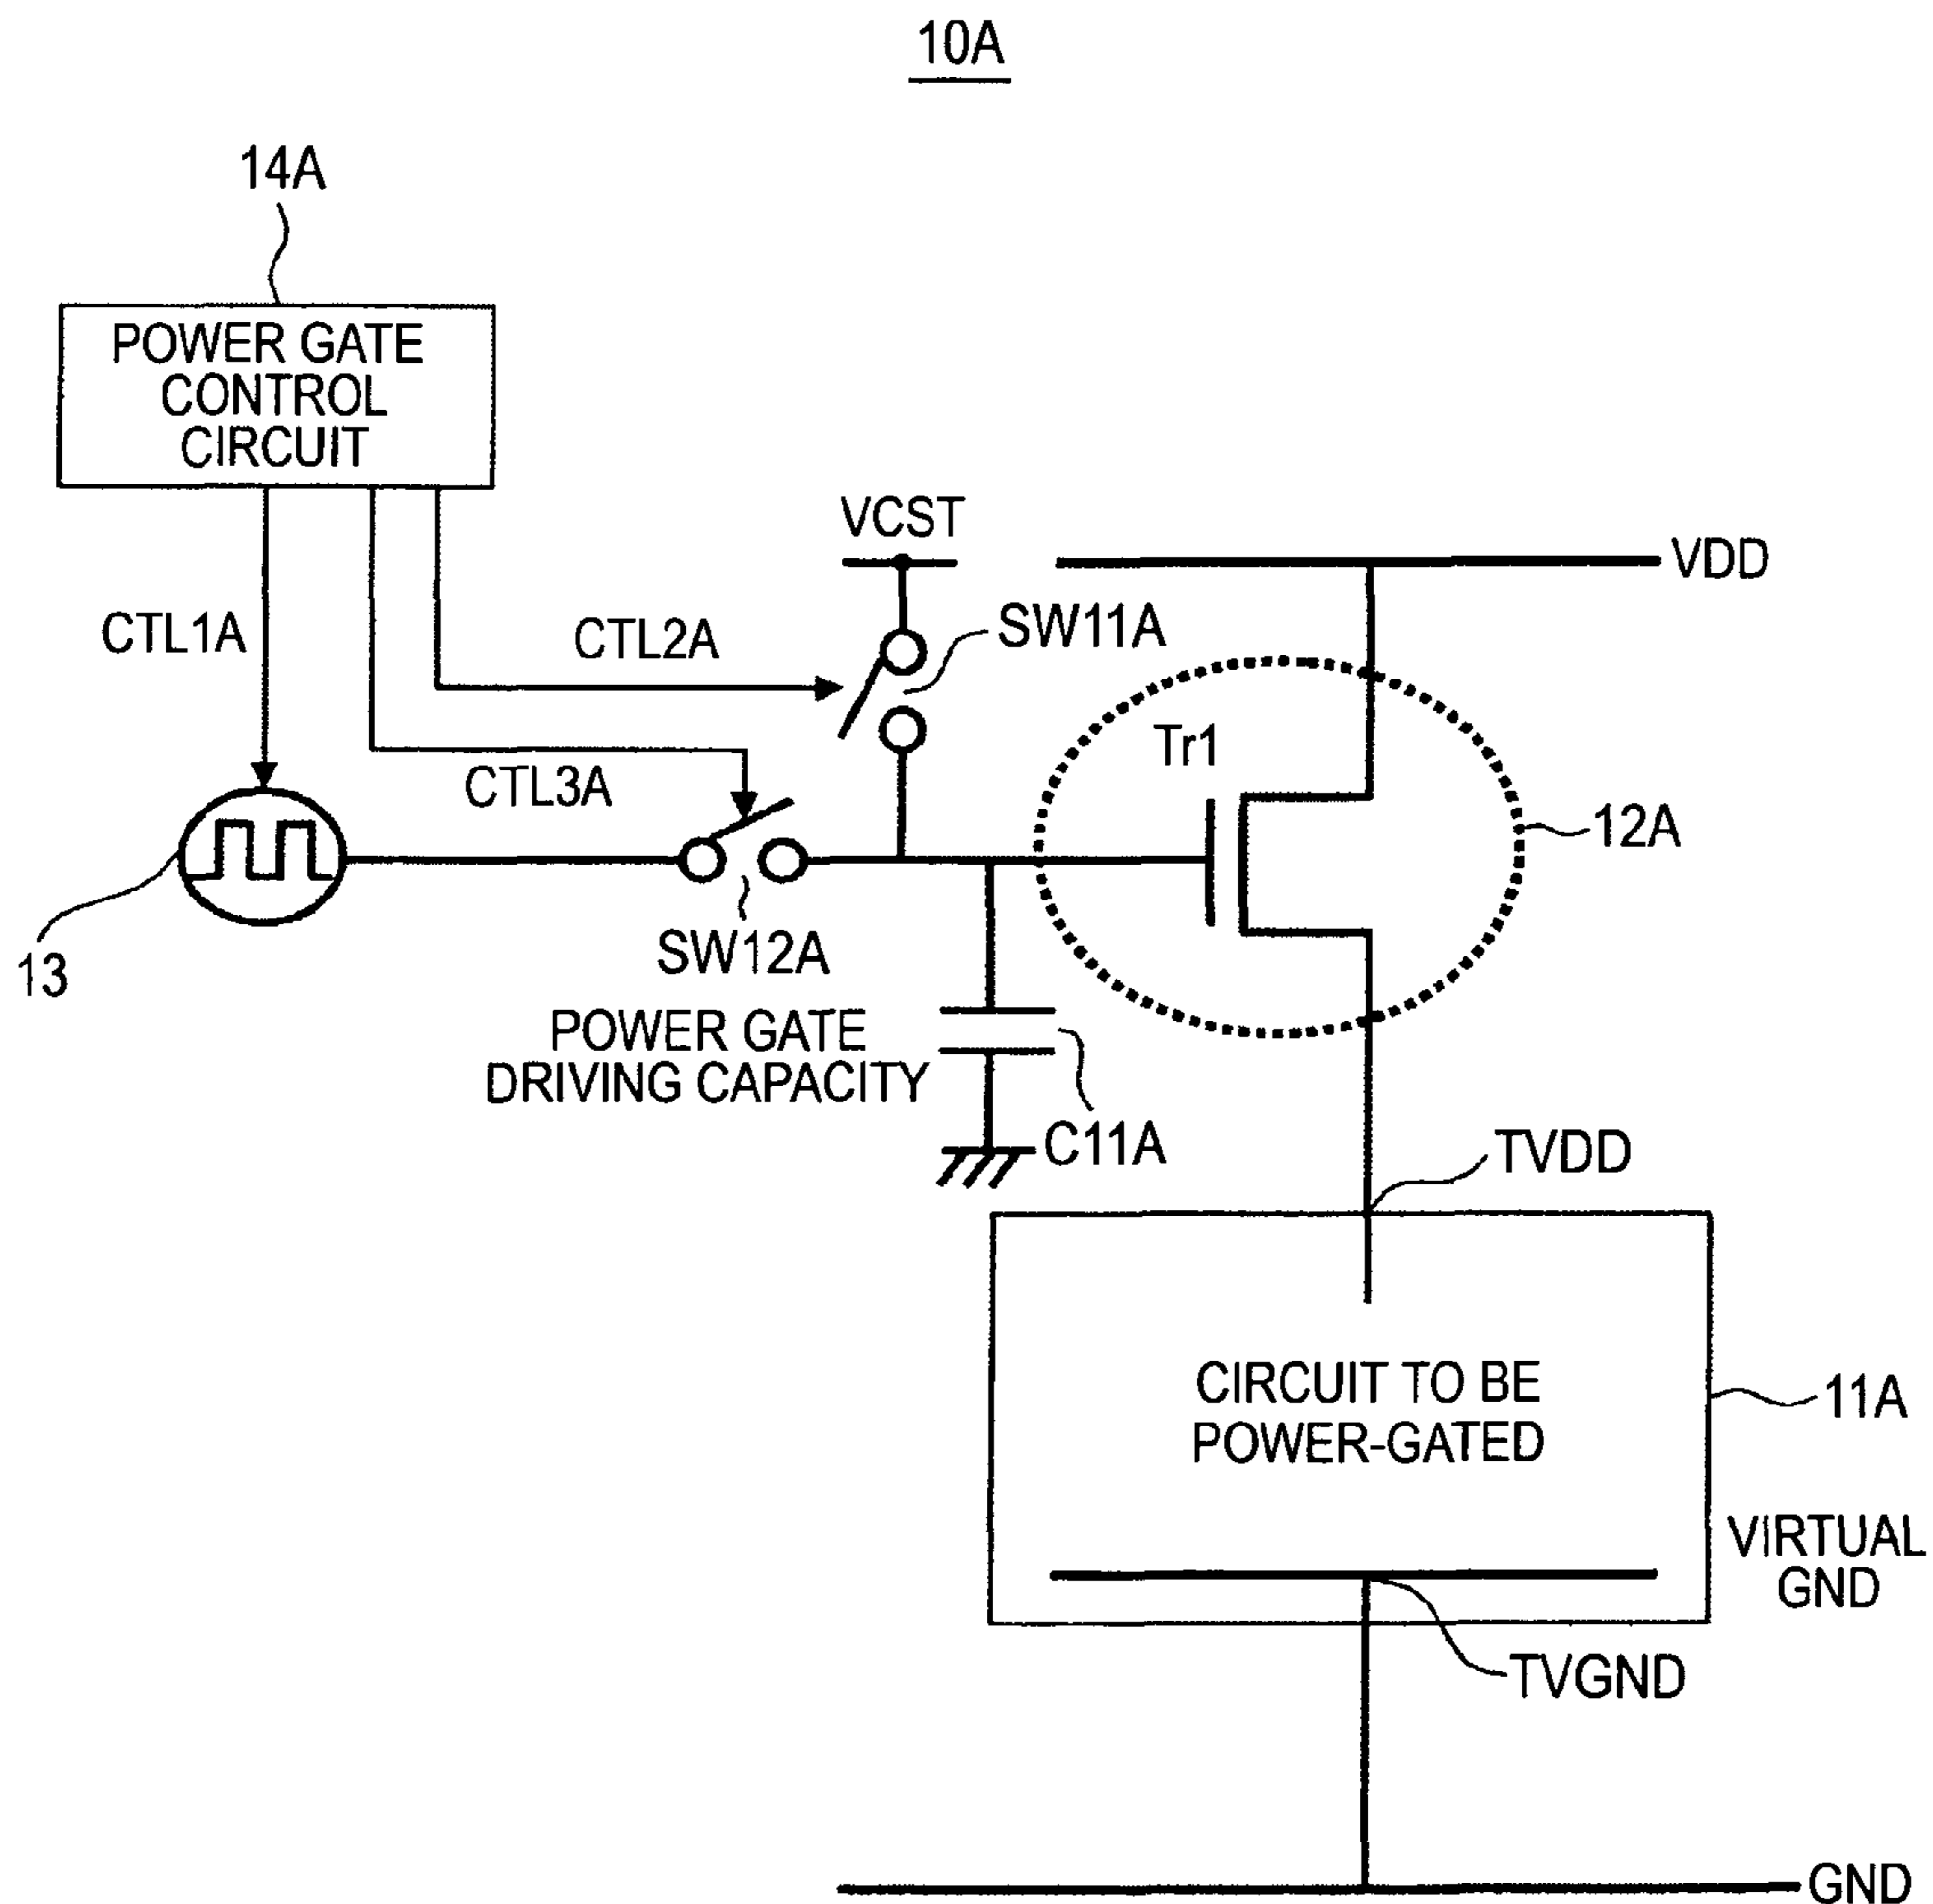 10A
14A
POWER GATE
CONTROL
CIRCUIT
VCST
VDD
CTL1A
CTL2A
SW11A
Tr1
CTL3A
12A
13
SW12A
POWER GATE
DRIVING CAPACITY
C11A
TVDD
CIRCUIT TO BE
POWER-GATED
11A
VIRTUAL
GND
TVGND
GND